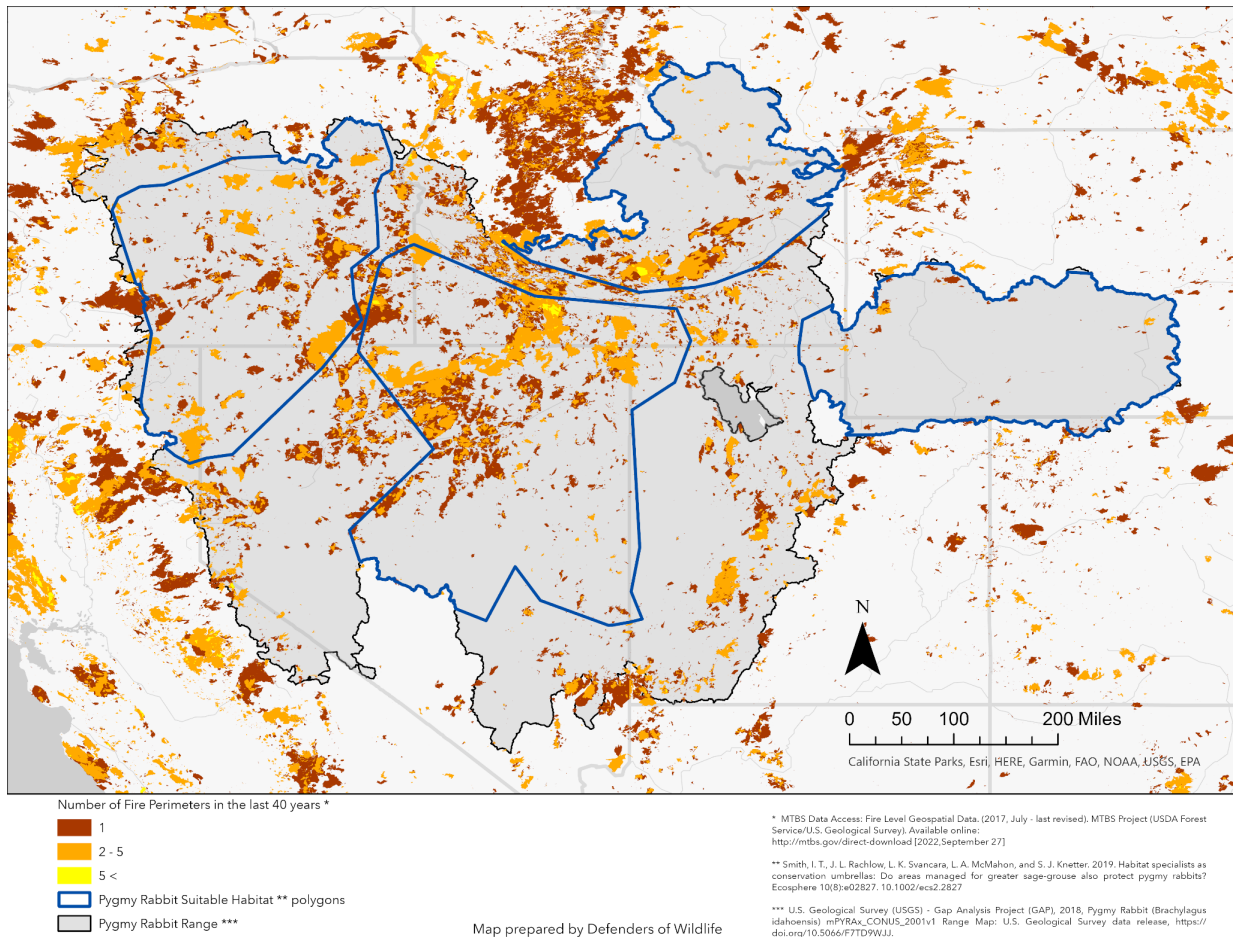 N
0 50 100 200 Miles
California State Parks, Esri, HERE, Garmin, FAO, NOAA, USGS, EPA
Number of Fire Perimeters in the last 40 years *
1
2 - 5
5 <
Pygmy Rabbit Suitable Habitat ** polygons
Pygmy Rabbit Range ***
Map prepared by Defenders of Wildlife
* MTBS Data Access: Fire Level Geospatial Data. (2017, July - last revised). MTBS Project (USDA Forest
Service/U.S. Geological Survey). Available online:
http://mtbs.gov/direct-download [2022,September 27]
** Smith, I. T., J. L. Rachlow, L. K. Svancara, L. A. McMahon, and S. J. Knetter. 2019. Habitat specialists as
conservation umbrellas: Do areas managed for greater sage-grouse also protect pygmy rabbits?
Ecosphere 10(8):e02827. 10.1002/ecs2.2827
*** U.S. Geological Survey (USGS) - Gap Analysis Project (GAP), 2018, Pygmy Rabbit (Brachylagus
idahoensis) mPYRAx_CONUS_2001v1 Range Map: U.S. Geological Survey data release, https://
doi.org/10.5066/F7TD9WJJ.